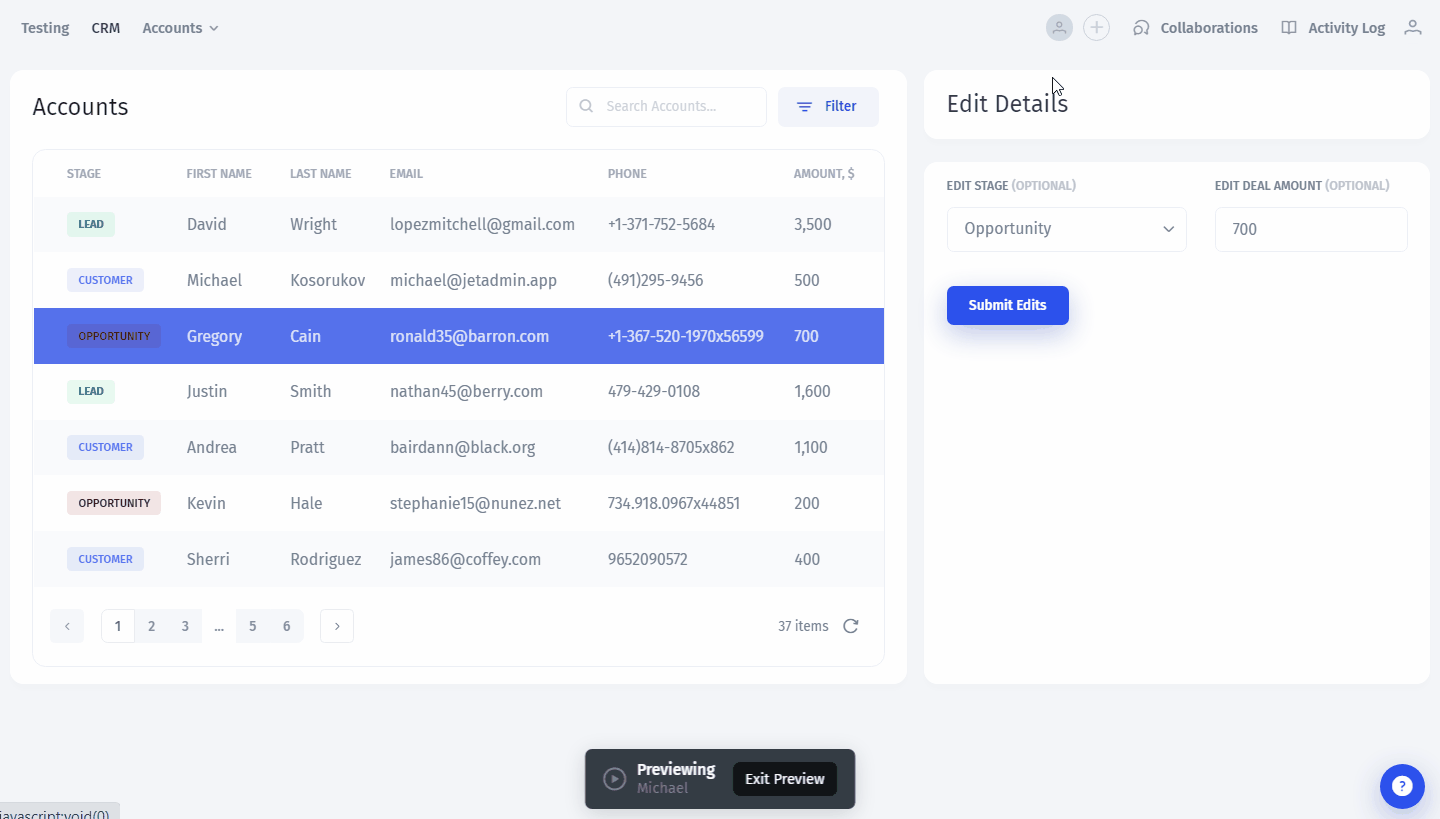 Testing CRM Accounts Collaborations Activity Log
Accounts
Search Accounts...
Filter
STAGE FIRST NAME LAST NAME EMAIL PHONE AMOUNT, $
LEAD David Wright lopezmitchell@gmail.com +1-371-752-5684 3,500
CUSTOMER Michael Kosorukov michael@jetadmin.app (491)295-9456 500
OPPORTUNITY Gregory Cain ronald35@barron.com +1-367-520-1970x56599 700
LEAD Justin Smith nathan45@berry.com 479-429-0108 1,600
CUSTOMER Andrea Pratt bairdann@black.org (414)814-8705x862 1,100
OPPORTUNITY Kevin Hale stephanie15@nunez.net 734.918.0967x44851 200
CUSTOMER Sherri Rodriguez james86@coffey.com 9652090572 400
1 2 3 ... 5 6 37 items
Edit Details
EDIT STAGE (OPTIONAL) EDIT DEAL AMOUNT (OPTIONAL)
Opportunity 700
Submit Edits
Previewing
Michael
Exit Preview
?
javascript:void(0)